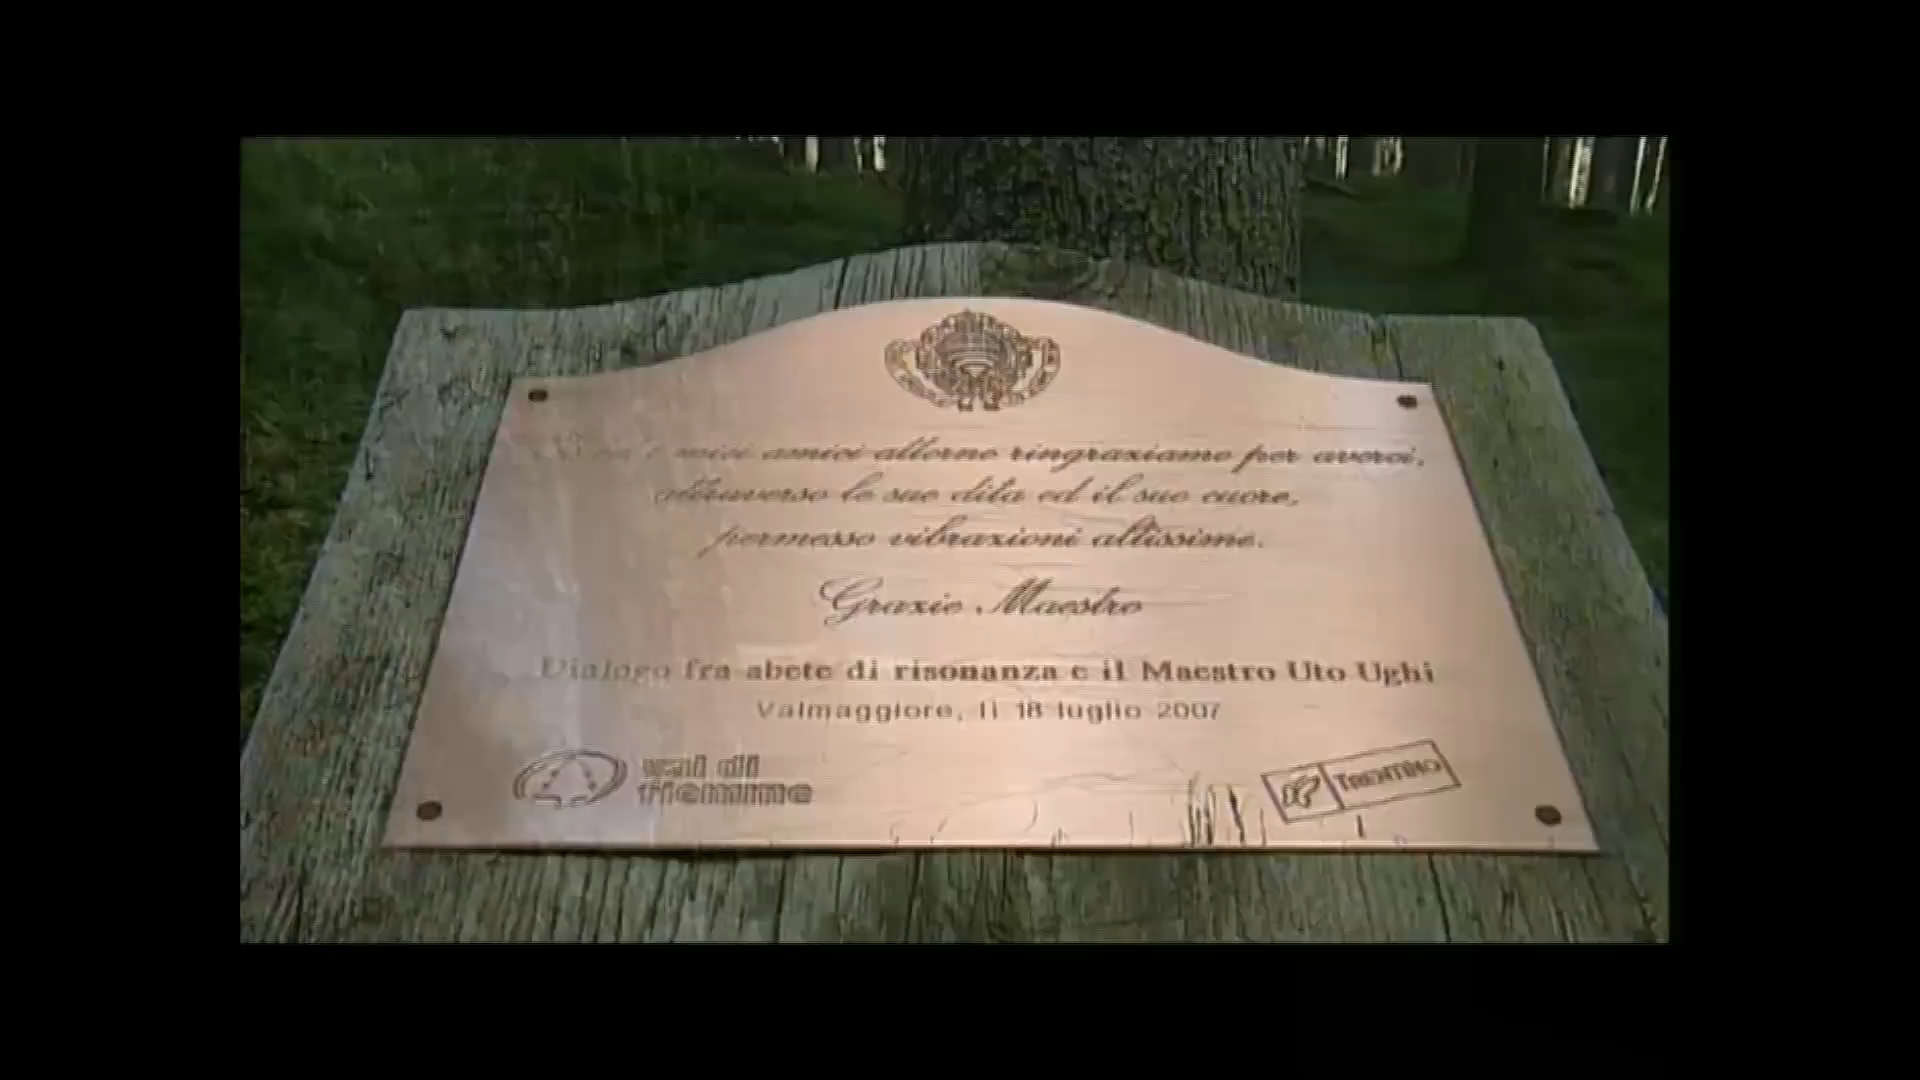 i miei amici attorno ringraziamo per averci,
attraverso le sue dita ed il suo cuore,
permesso vibrazioni altissime.
Grazie Maestro
Dialogo fra abete di risonanza e il Maestro Uto Ughi
Valmaggiore, lì 18 luglio 2007
val di
fiemme
TRENTINO